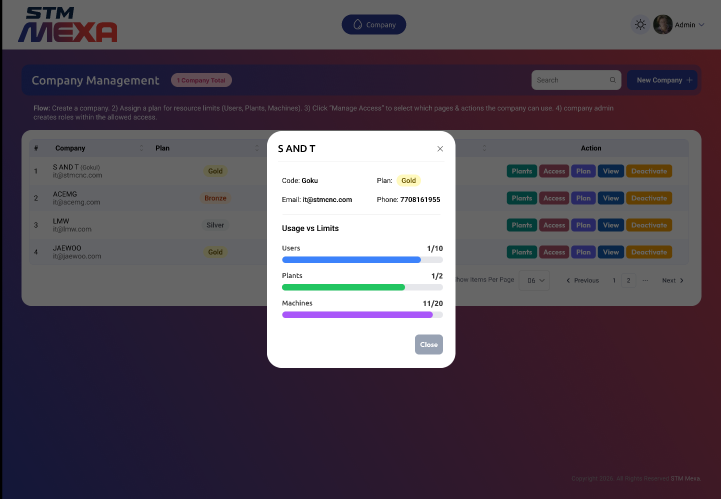 STM
MEXA
Company
Admin
Company Management
1 Company Total
Search
New Company +
Flow: Create a company. 2) Assign a plan for resource limits (Users, Plants, Machines). 3) Click "Manage Access" to select which pages & actions the company can use. 4) company admin
creates roles within the allowed access.
# Company Plan Action
1 S AND T (Goku) Gold Plants Access Plan View Deactivate
it@stmcnc.com
2 ACEMG Bronze Plants Access Plan View Deactivate
it@acemg.com
3 LMW Silver Plants Access Plan View Deactivate
it@lmw.com
4 JAEWOO Gold Plants Access Plan View Deactivate
it@jaewoo.com
Show Items Per Page 06 < Previous 1 2 ... Next >
S AND T ×
Code: Goku Plan: Gold
Email: it@stmcnc.com Phone: 7708161955
Usage vs Limits
Users 1/10
Plants 1/2
Machines 11/20
Close
Copyright 2026. All Rights Reserved STM Mexa.